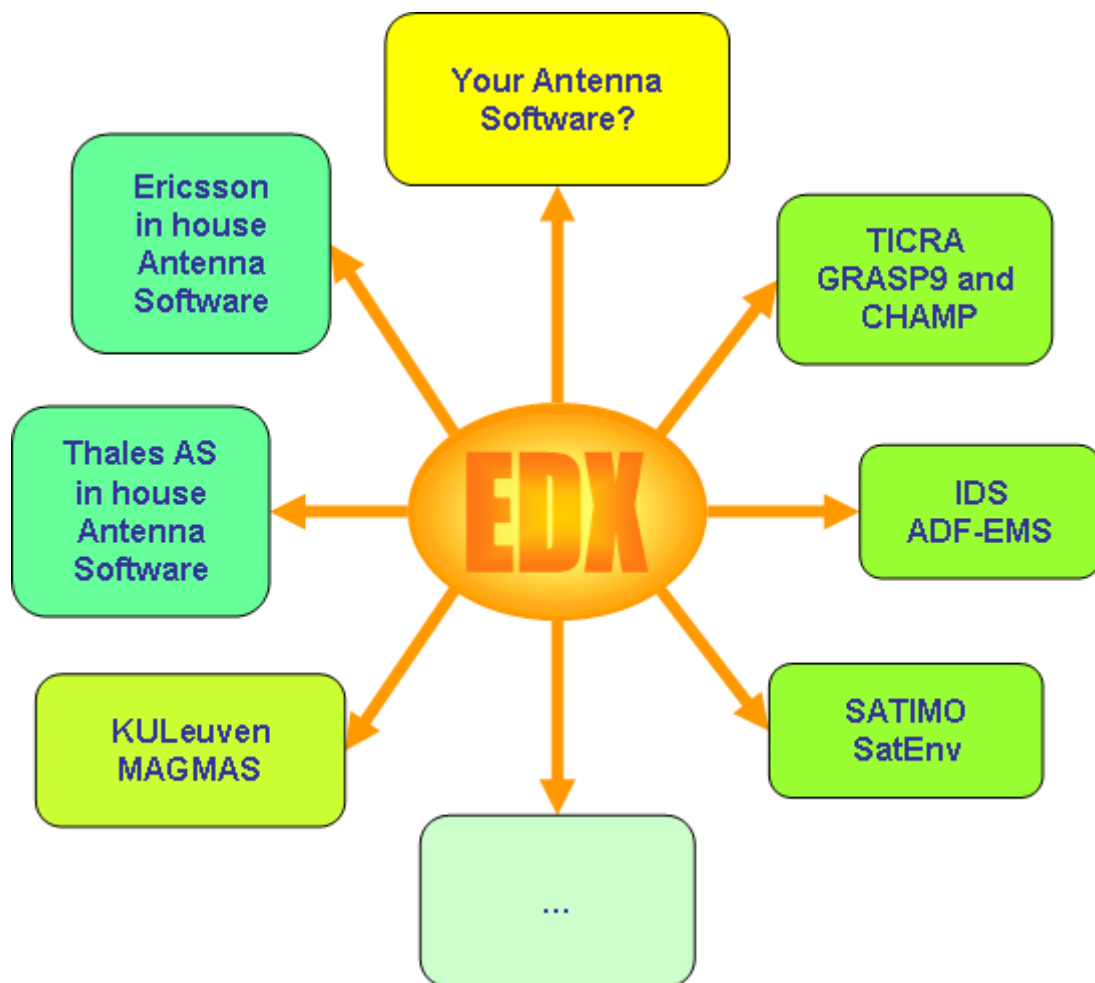 Your Antenna
Software?
Ericsson
in house
Antenna
Software
TICRA
GRASP9 and
CHAMP
Thales AS
in house
Antenna
Software
EDX
IDS
ADF-EMS
KULeuven
MAGMAS
SATIMO
SatEnv
...